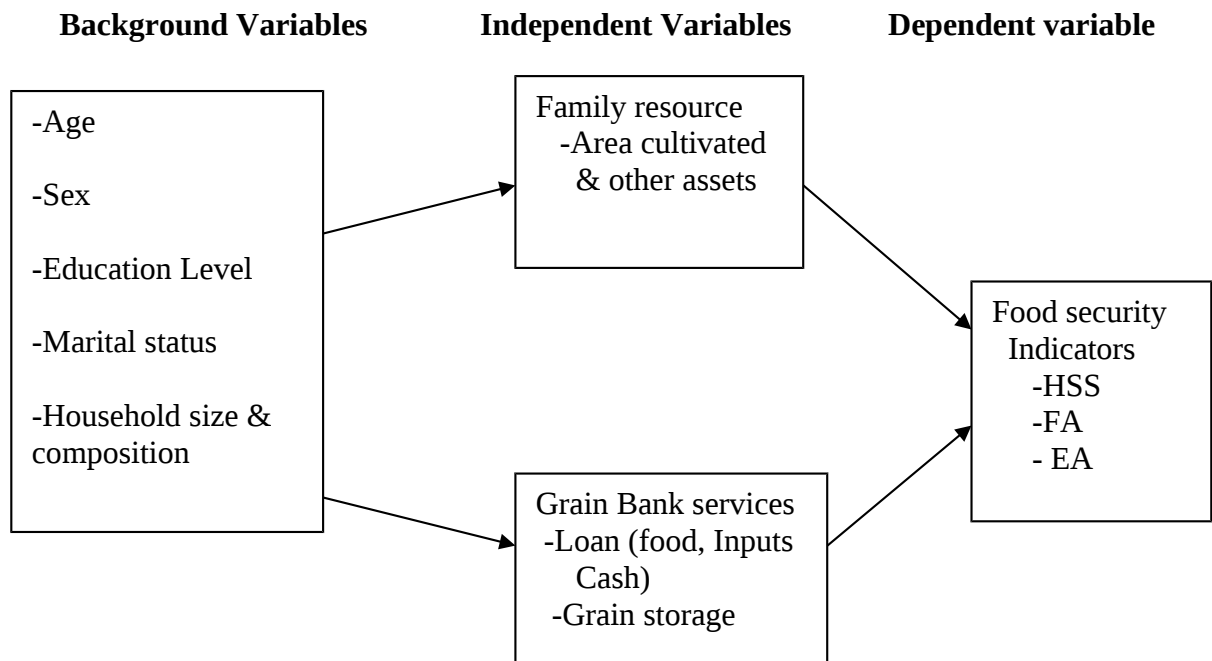 Background Variables
Independent Variables
Dependent variable
-Age
-Sex
-Education Level
-Marital status
-Household size &
composition
Family resource
-Area cultivated
& other assets
Grain Bank services
-Loan (food, Inputs
Cash)
-Grain storage
Food security
Indicators
-HSS
-FA
- EA